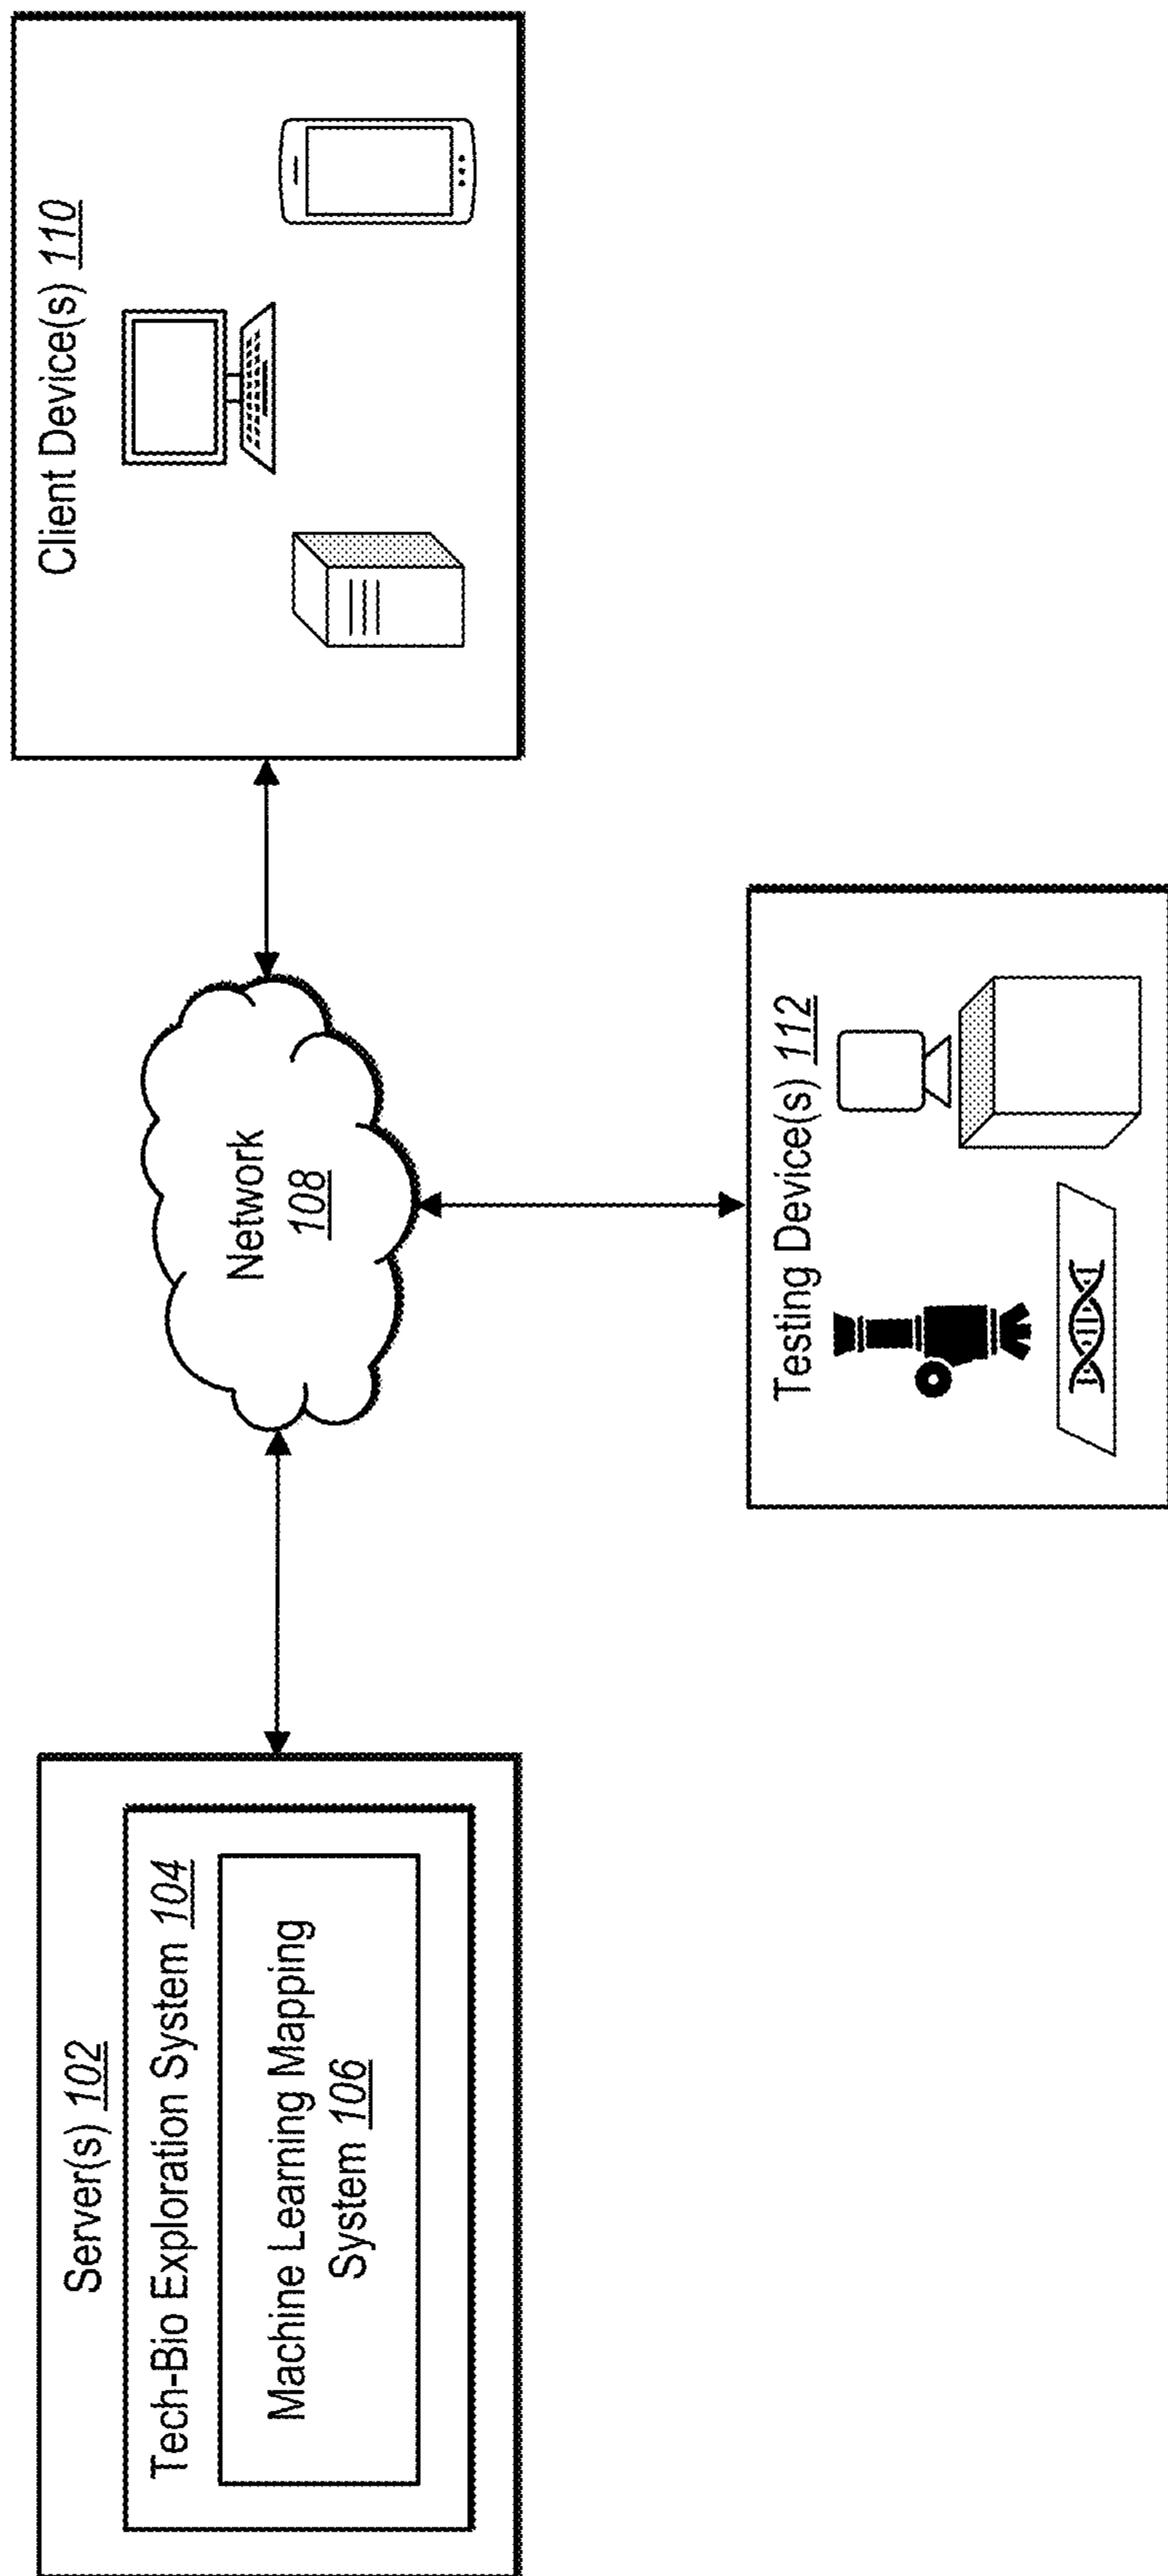 Server(s) 102
Tech-Bio Exploration System 104
Machine Learning Mapping
System 106
Network
108
Client Device(s) 110
Testing Device(s) 112